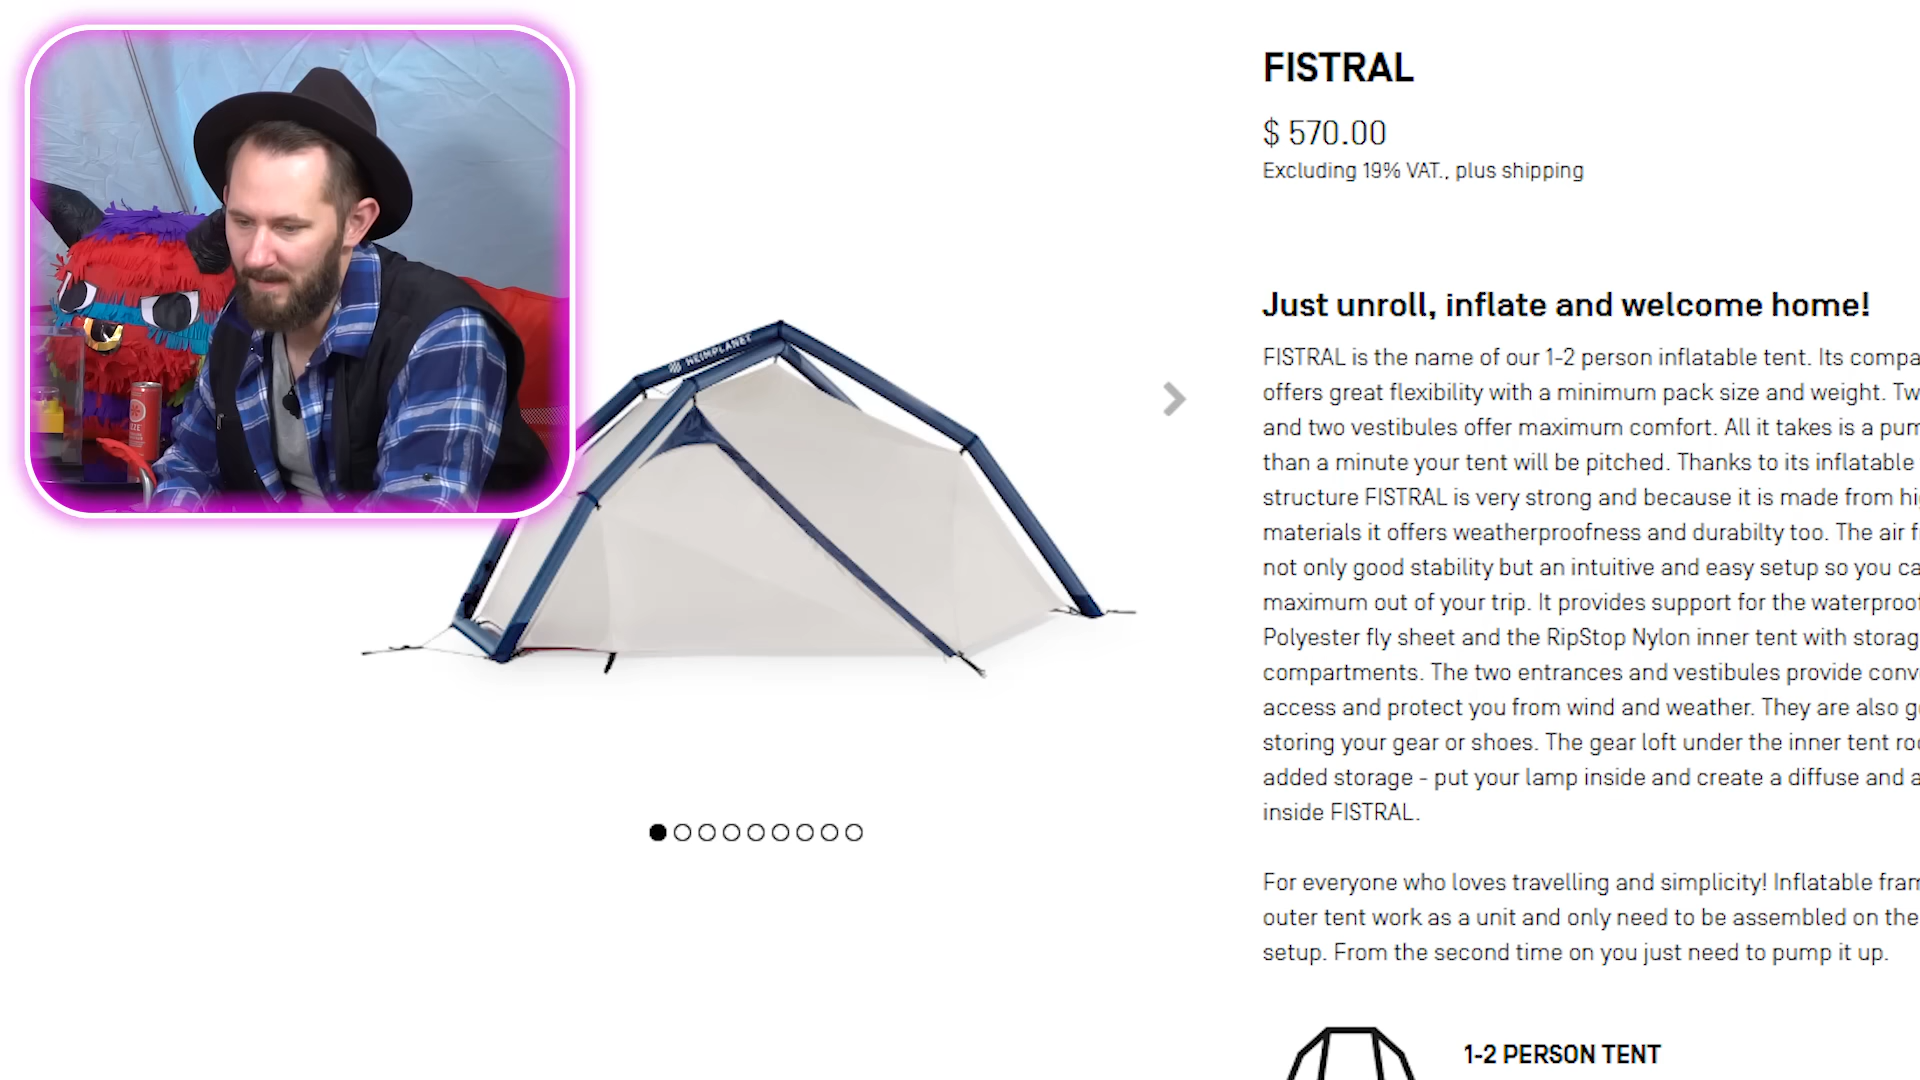 FISTRAL
$ 570.00
Excluding 19% VAT., plus shipping
Just unroll, inflate and welcome home!
FISTRAL is the name of our 1-2 person inflatable tent. Its compa
offers great flexibility with a minimum pack size and weight. Tw
and two vestibules offer maximum comfort. All it takes is a pum
than a minute your tent will be pitched. Thanks to its inflatable
structure FISTRAL is very strong and because it is made from hi
materials it offers weatherproofness and durabilty too. The air f
not only good stability but an intuitive and easy setup so you ca
maximum out of your trip. It provides support for the waterproof
Polyester fly sheet and the RipStop Nylon inner tent with storag
compartments. The two entrances and vestibules provide conv
access and protect you from wind and weather. They are also g
storing your gear or shoes. The gear loft under the inner tent ro
added storage - put your lamp inside and create a diffuse and a
inside FISTRAL.
For everyone who loves travelling and simplicity! Inflatable fram
outer tent work as a unit and only need to be assembled on the
setup. From the second time on you just need to pump it up.
1-2 PERSON TENT
HEIMPLANET